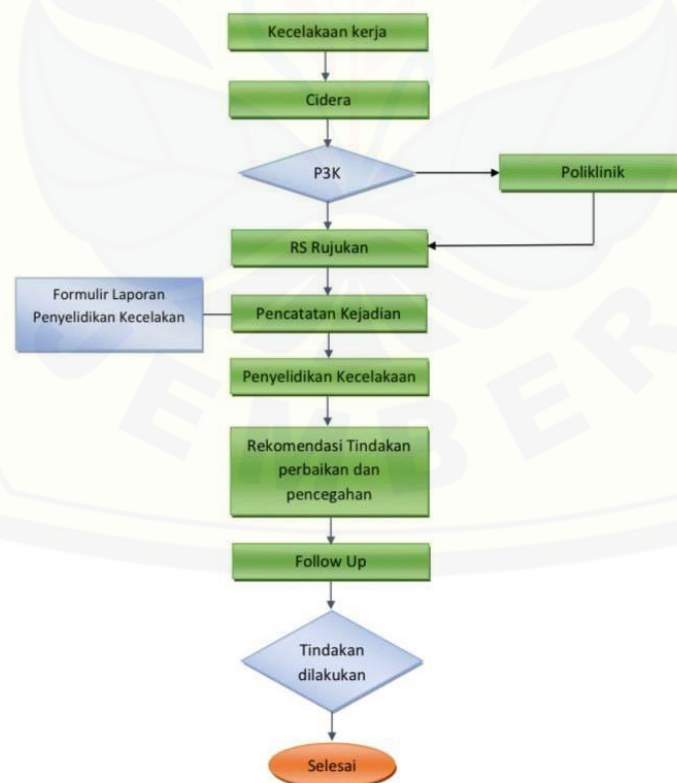 Kecelakaan kerja
Cidera
P3K
Poliklinik
RS Rujukan
Formulir Laporan
Penyelidikan Kecelakan
Pencatatan Kejadian
Penyelidikan Kecelakaan
Rekomendasi Tindakan
perbaikan dan
pencegahan
Follow Up
Tindakan
dilakukan
Selesai
JEMBER